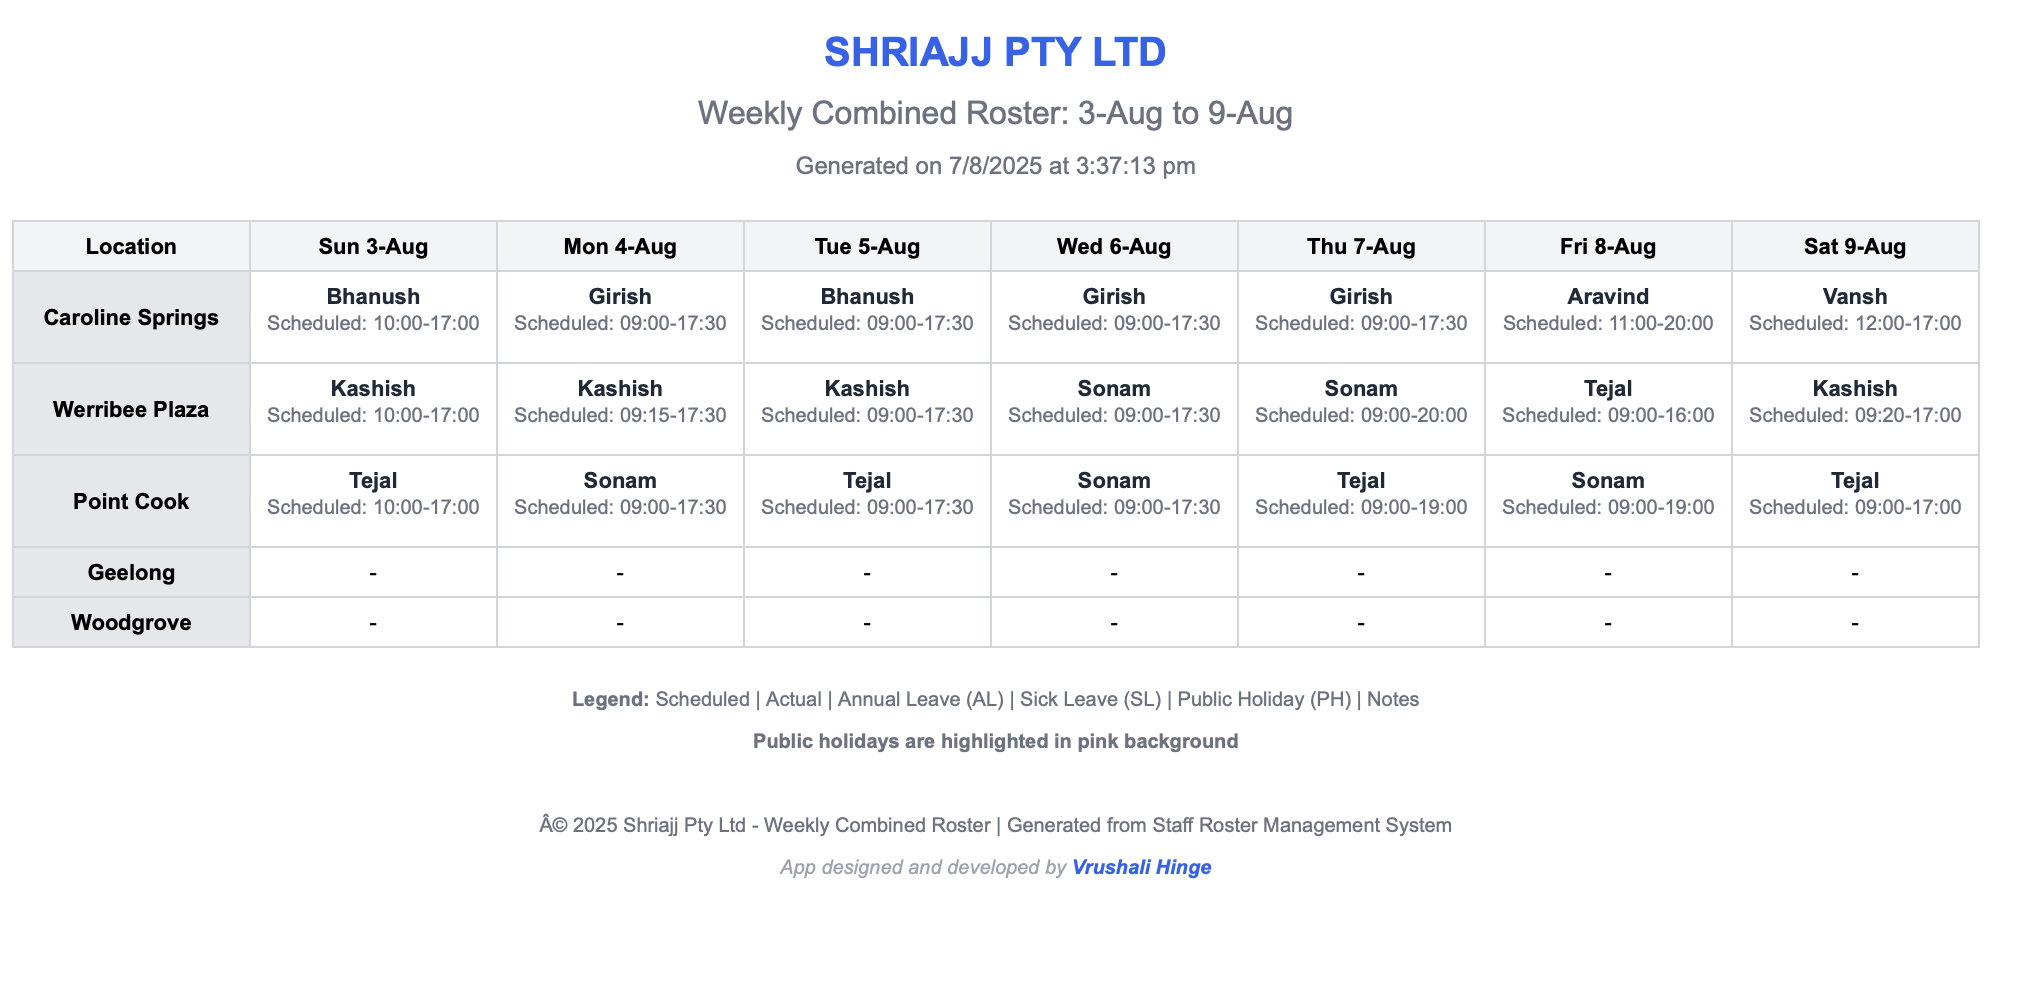 SHRIAJJ PTY LTD
Weekly Combined Roster: 3-Aug to 9-Aug
Generated on 7/8/2025 at 3:37:13 pm
Location Sun 3-Aug Mon 4-Aug Tue 5-Aug Wed 6-Aug Thu 7-Aug Fri 8-Aug Sat 9-Aug
Caroline Springs
Bhanush Girish Bhanush Girish Girish Aravind Vansh
Scheduled: 10:00-17:00 Scheduled: 09:00-17:30 Scheduled: 09:00-17:30 Scheduled: 09:00-17:30 Scheduled: 09:00-17:30 Scheduled: 11:00-20:00 Scheduled: 12:00-17:00
Werribee Plaza
Kashish Kashish Kashish Sonam Sonam Tejal Kashish
Scheduled: 10:00-17:00 Scheduled: 09:15-17:30 Scheduled: 09:00-17:30 Scheduled: 09:00-17:30 Scheduled: 09:00-20:00 Scheduled: 09:00-16:00 Scheduled: 09:20-17:00
Point Cook
Tejal Sonam Tejal Sonam Tejal Sonam Tejal
Scheduled: 10:00-17:00 Scheduled: 09:00-17:30 Scheduled: 09:00-17:30 Scheduled: 09:00-17:30 Scheduled: 09:00-19:00 Scheduled: 09:00-19:00 Scheduled: 09:00-17:00
Geelong - - - - - - -
Woodgrove - - - - - - -
Legend: Scheduled | Actual | Annual Leave (AL) | Sick Leave (SL) | Public Holiday (PH) | Notes
Public holidays are highlighted in pink background
Â© 2025 Shriajj Pty Ltd - Weekly Combined Roster | Generated from Staff Roster Management System
App designed and developed by Vrushali Hinge